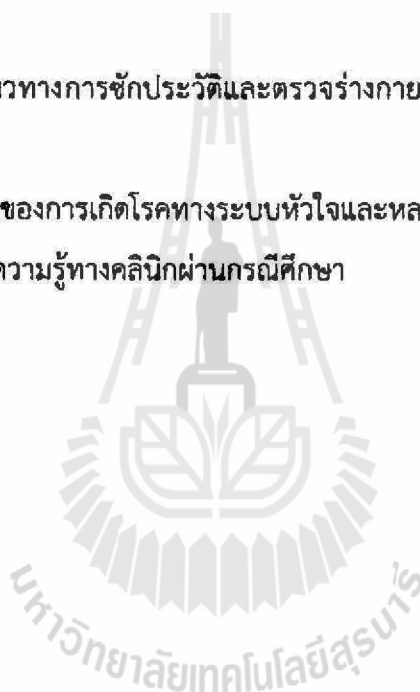 วทางการซักประวัติและตรวจร่างกาย
ของการเกิดโรคทางระบบหัวใจและหล
ความรู้ทางคลินิกผ่านกรณีศึกษา
มหาวิทยาลัยเทคโนโลยีสุรนารี